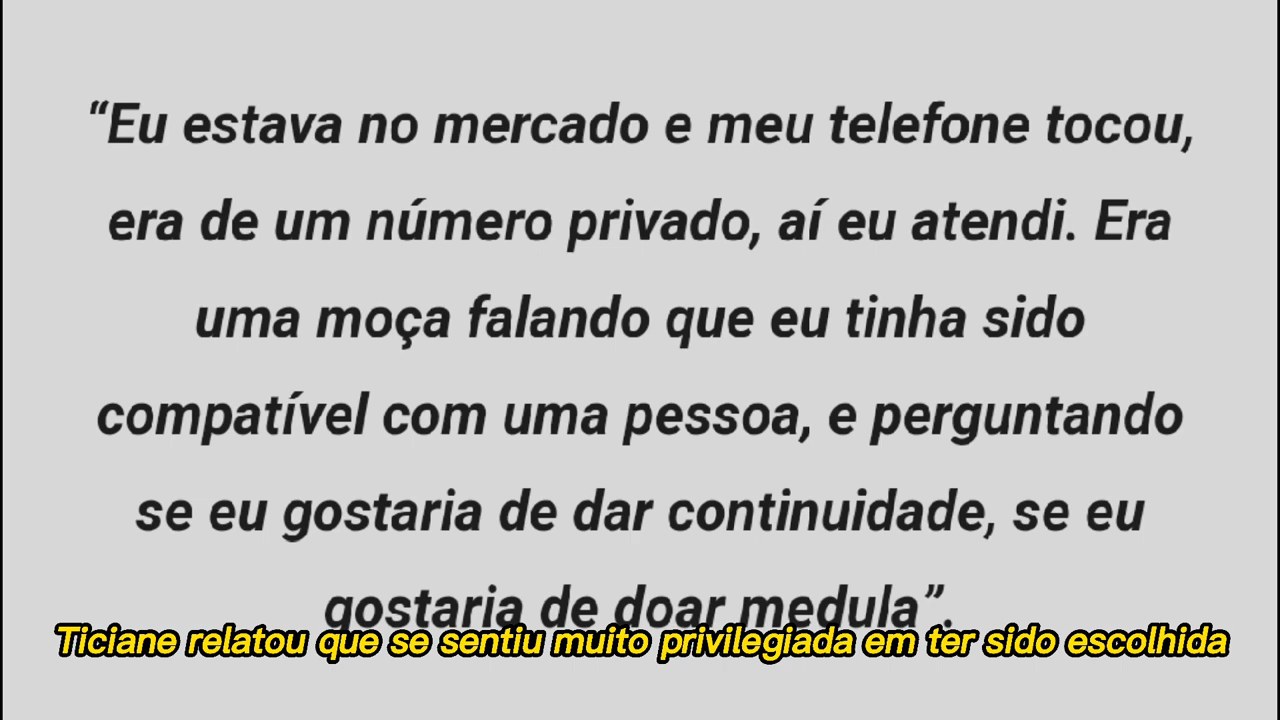 “Eu estava no mercado e meu telefone tocou,
era de um número privado, aí eu atendi. Era
uma moça falando que eu tinha sido
compatível com uma pessoa, e perguntando
se eu gostaria de dar continuidade, se eu
gostaria de doar medula”.
Ticiane relatou que se sentiu muito privilegiada em ter sido escolhida